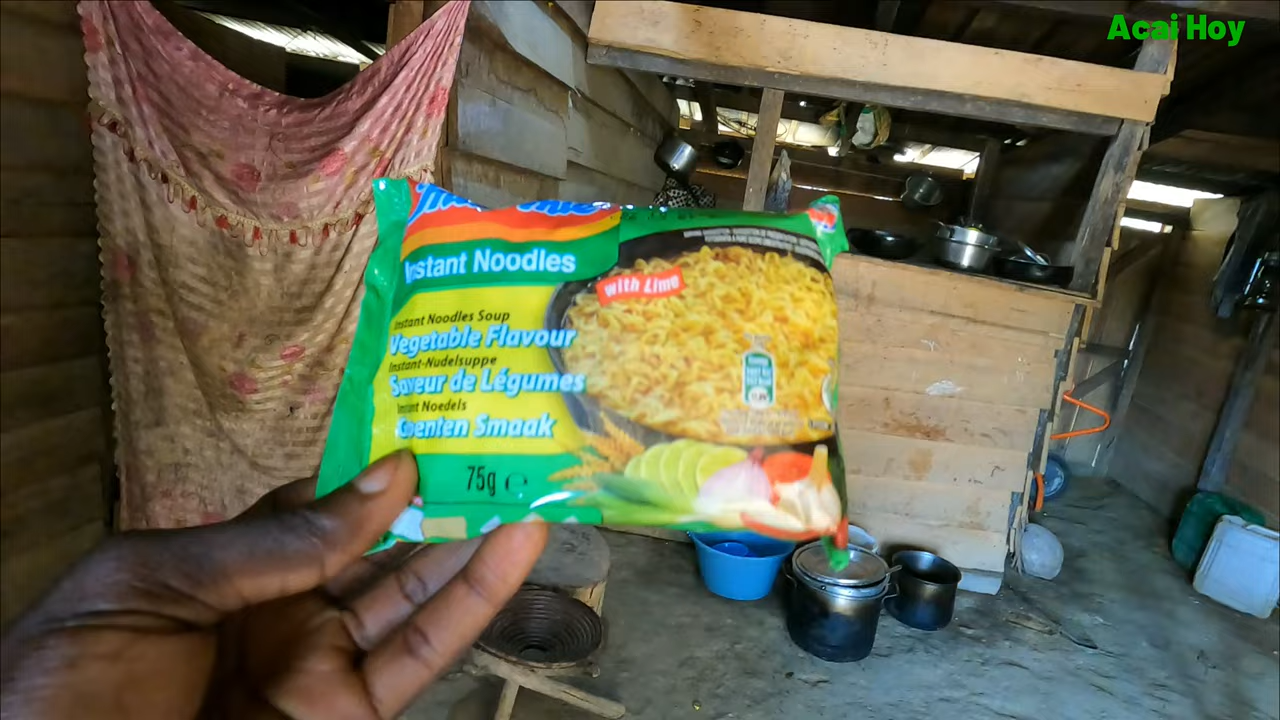 Acai Hoy
Instant Noodles
with Lime
Instant Noodles Soup
Vegetable Flavour
Instant-Nudelsuppe
Saveur de Légumes
Instant Noedels
Groenten Smaak
75g e